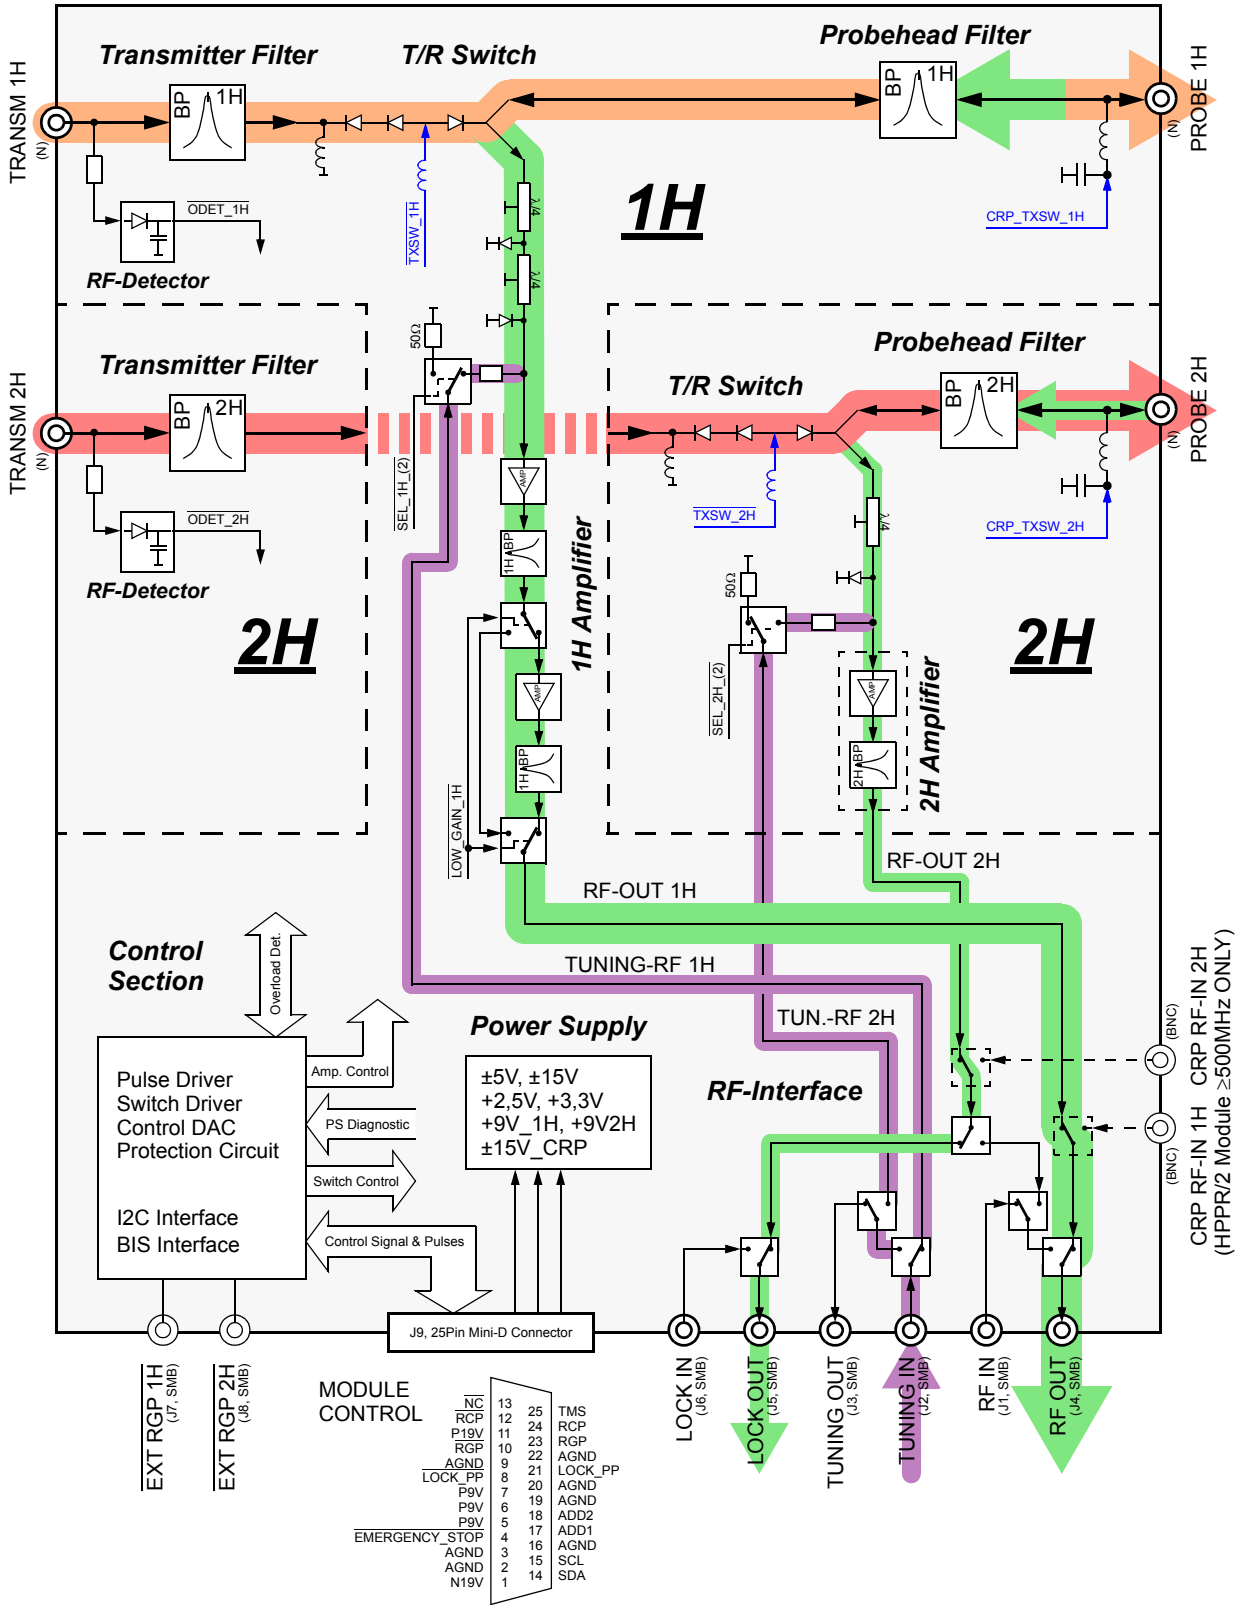 Transmitter Filter
T/R Switch
Probehead Filter
TRANSM 1H
(N)
BP
1H
BP
1H
PROBE 1H
(N)
ODET_1H
RF-Detector
TXSW_1H
λ/4
λ/4
1H
CRP_TXSW_1H
50Ω
Transmitter Filter
Probehead Filter
T/R Switch
TRANSM 2H
(N)
BP
2H
BP
2H
PROBE 2H
(N)
ODET_2H
RF-Detector
SEL_1H_(2)
AMP
1H BP
1H Amplifier
TXSW_2H
λ/4
CRP_TXSW_2H
50Ω
2H
2H
SEL_2H_(2)
AMP
1H BP
AMP
2H BP
2H Amplifier
LOW_GAIN_1H
RF-OUT 2H
RF-OUT 1H
Control
Section
Overload Det.
TUNING-RF 1H
Power Supply
TUN.-RF 2H
RF-Interface
(BNC)
(BNC)
CRP RF-IN 1H CRP RF-IN 2H
(HPPR/2 Module ≥500MHz ONLY)
Pulse Driver
Switch Driver
Control DAC
Protection Circuit
I2C Interface
BIS Interface
Amp. Control
PS Diagnostic
Switch Control
Control Signal & Pulses
±5V, ±15V
+2,5V, +3,3V
+9V_1H, +9V2H
±15V_CRP
J9, 25Pin Mini-D Connector
EXT RGP 1H
(J7, SMB)
EXT RGP 2H
(J8, SMB)
LOCK IN
(J6, SMB)
LOCK OUT
(J5, SMB)
TUNING OUT
(J3, SMB)
TUNING IN
(J2, SMB)
RF IN
(J1, SMB)
RF OUT
(J4, SMB)
MODULE
CONTROL
NC 13
RCP 12
P19V 11
RGP 10
AGND 9
LOCK_PP 8
P9V 7
P9V 6
P9V 5
EMERGENCY_STOP 4
AGND 3
AGND 2
N19V 1
25 TMS
24 RCP
23 RGP
22 AGND
21 LOCK_PP
20 AGND
19 AGND
18 ADD2
17 ADD1
16 AGND
15 SCL
14 SDA